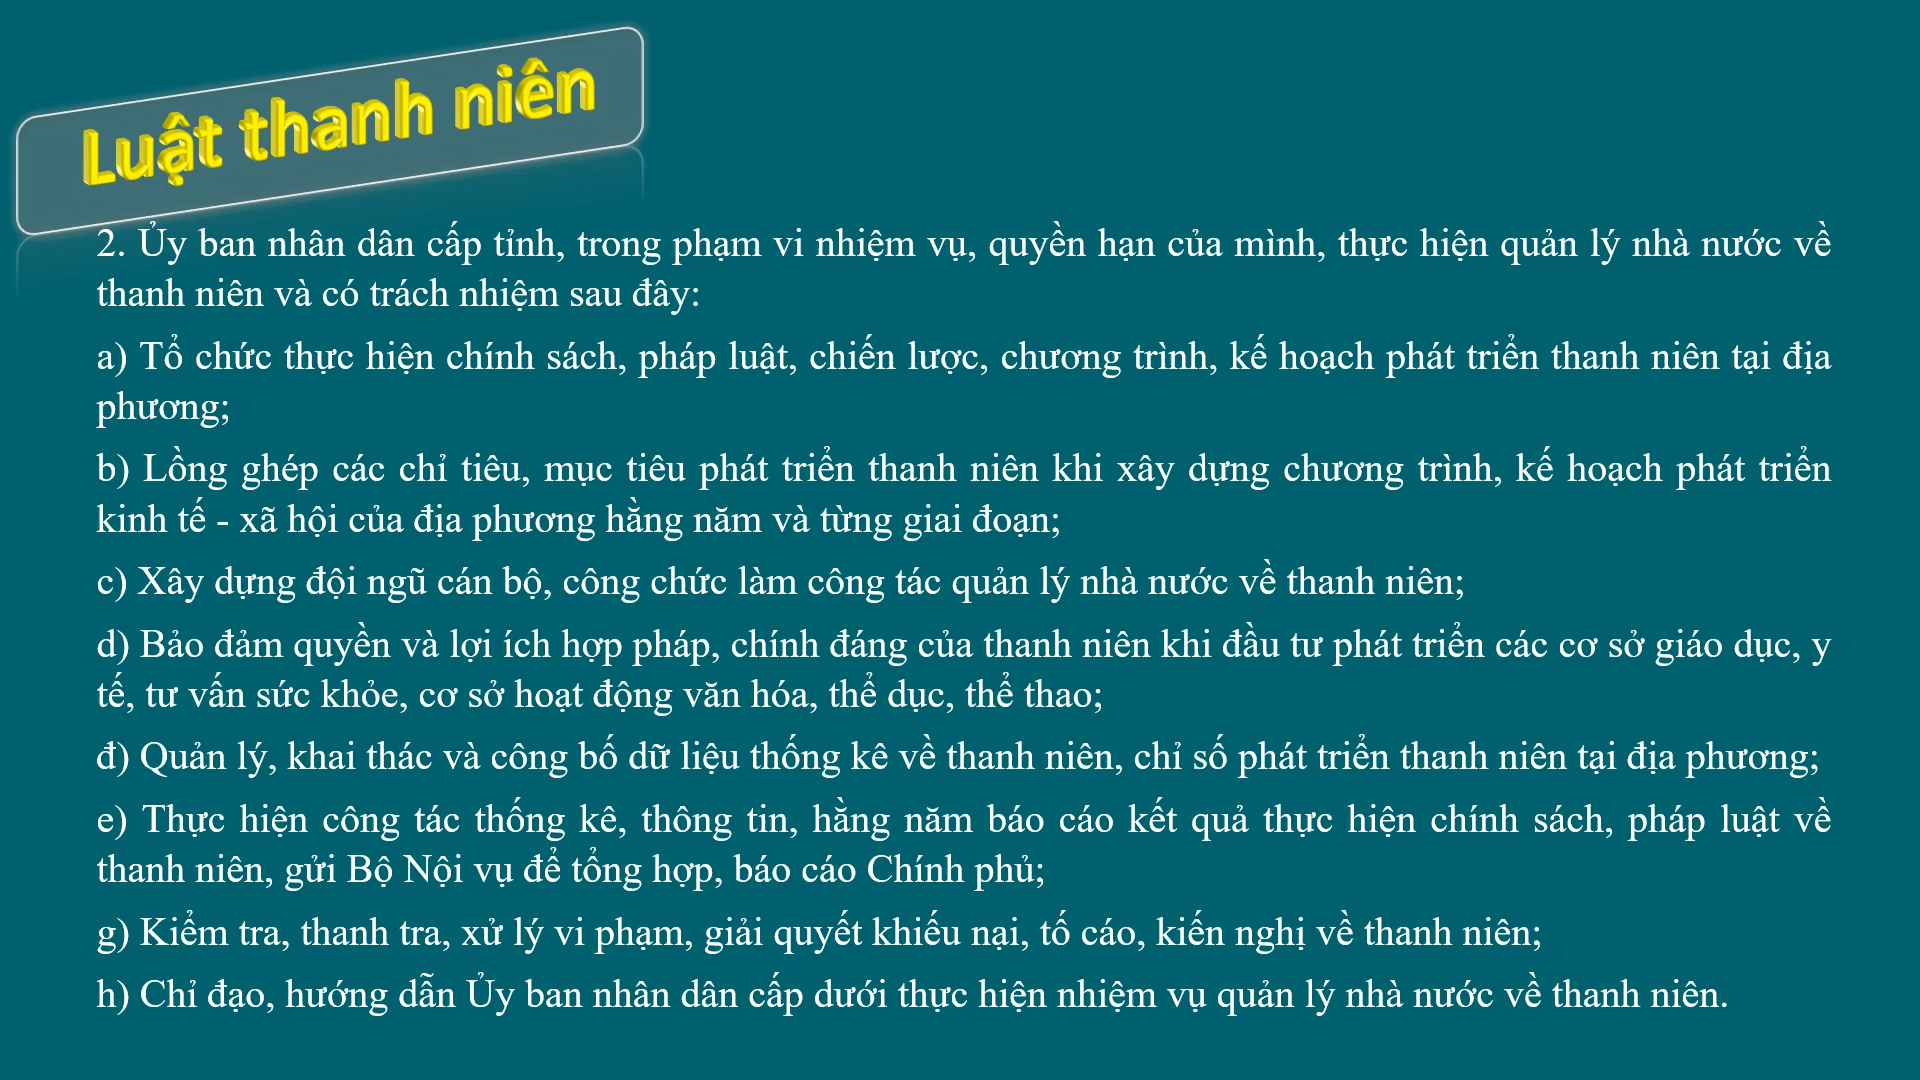 Luật thanh niên
2. Ủy ban nhân dân cấp tỉnh, trong phạm vi nhiệm vụ, quyền hạn của mình, thực hiện quản lý nhà nước về
thanh niên và có trách nhiệm sau đây:
a) Tổ chức thực hiện chính sách, pháp luật, chiến lược, chương trình, kế hoạch phát triển thanh niên tại địa
phương;
b) Lồng ghép các chỉ tiêu, mục tiêu phát triển thanh niên khi xây dựng chương trình, kế hoạch phát triển
kinh tế - xã hội của địa phương hằng năm và từng giai đoạn;
c) Xây dựng đội ngũ cán bộ, công chức làm công tác quản lý nhà nước về thanh niên;
d) Bảo đảm quyền và lợi ích hợp pháp, chính đáng của thanh niên khi đầu tư phát triển các cơ sở giáo dục, y
tế, tư vấn sức khỏe, cơ sở hoạt động văn hóa, thể dục, thể thao;
đ) Quản lý, khai thác và công bố dữ liệu thống kê về thanh niên, chỉ số phát triển thanh niên tại địa phương;
e) Thực hiện công tác thống kê, thông tin, hằng năm báo cáo kết quả thực hiện chính sách, pháp luật về
thanh niên, gửi Bộ Nội vụ để tổng hợp, báo cáo Chính phủ;
g) Kiểm tra, thanh tra, xử lý vi phạm, giải quyết khiếu nại, tố cáo, kiến nghị về thanh niên;
h) Chỉ đạo, hướng dẫn Ủy ban nhân dân cấp dưới thực hiện nhiệm vụ quản lý nhà nước về thanh niên.